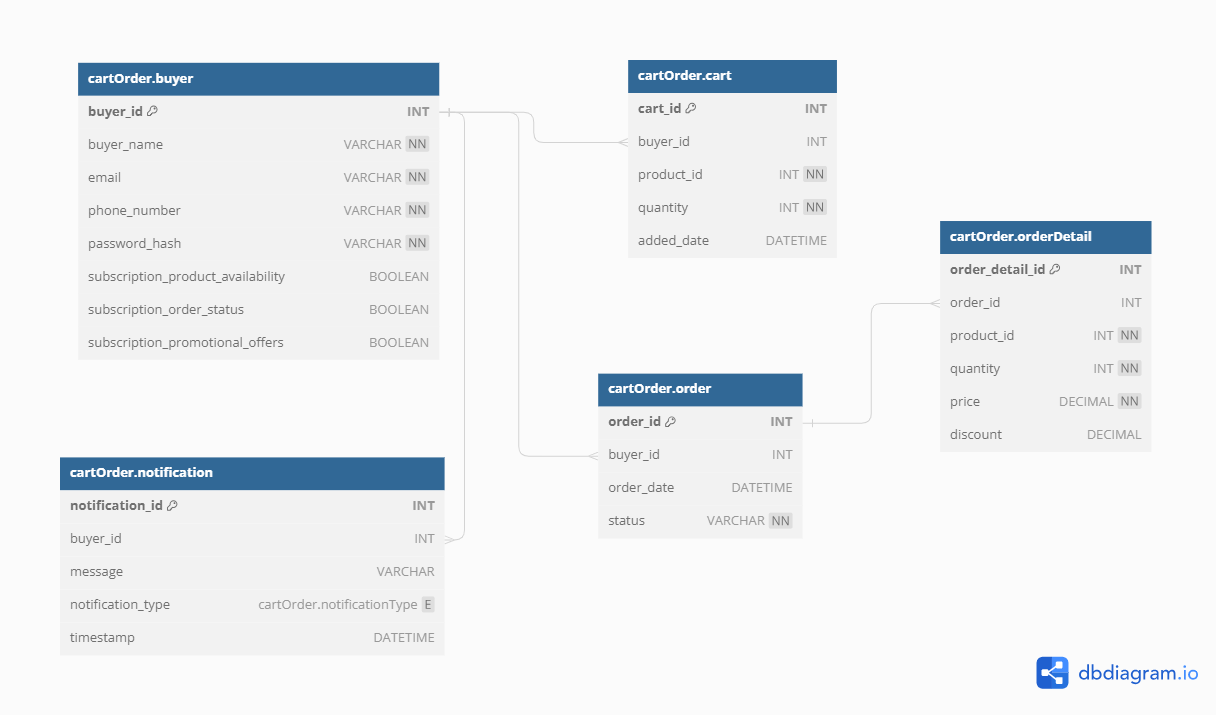 cartOrder.buyer
buyer_id INT
buyer_name VARCHAR NN
email VARCHAR NN
phone_number VARCHAR NN
password_hash VARCHAR NN
subscription_product_availability BOOLEAN
subscription_order_status BOOLEAN
subscription_promotional_offers BOOLEAN
cartOrder.cart
cart_id INT
buyer_id INT
product_id INT NN
quantity INT NN
added_date DATETIME
cartOrder.orderDetail
order_detail_id INT
order_id INT
product_id INT NN
quantity INT NN
price DECIMAL NN
discount DECIMAL
cartOrder.order
order_id INT
buyer_id INT
order_date DATETIME
status VARCHAR NN
cartOrder.notification
notification_id INT
buyer_id INT
message VARCHAR
notification_type cartOrder.notificationType E
timestamp DATETIME
dbdiagram.io